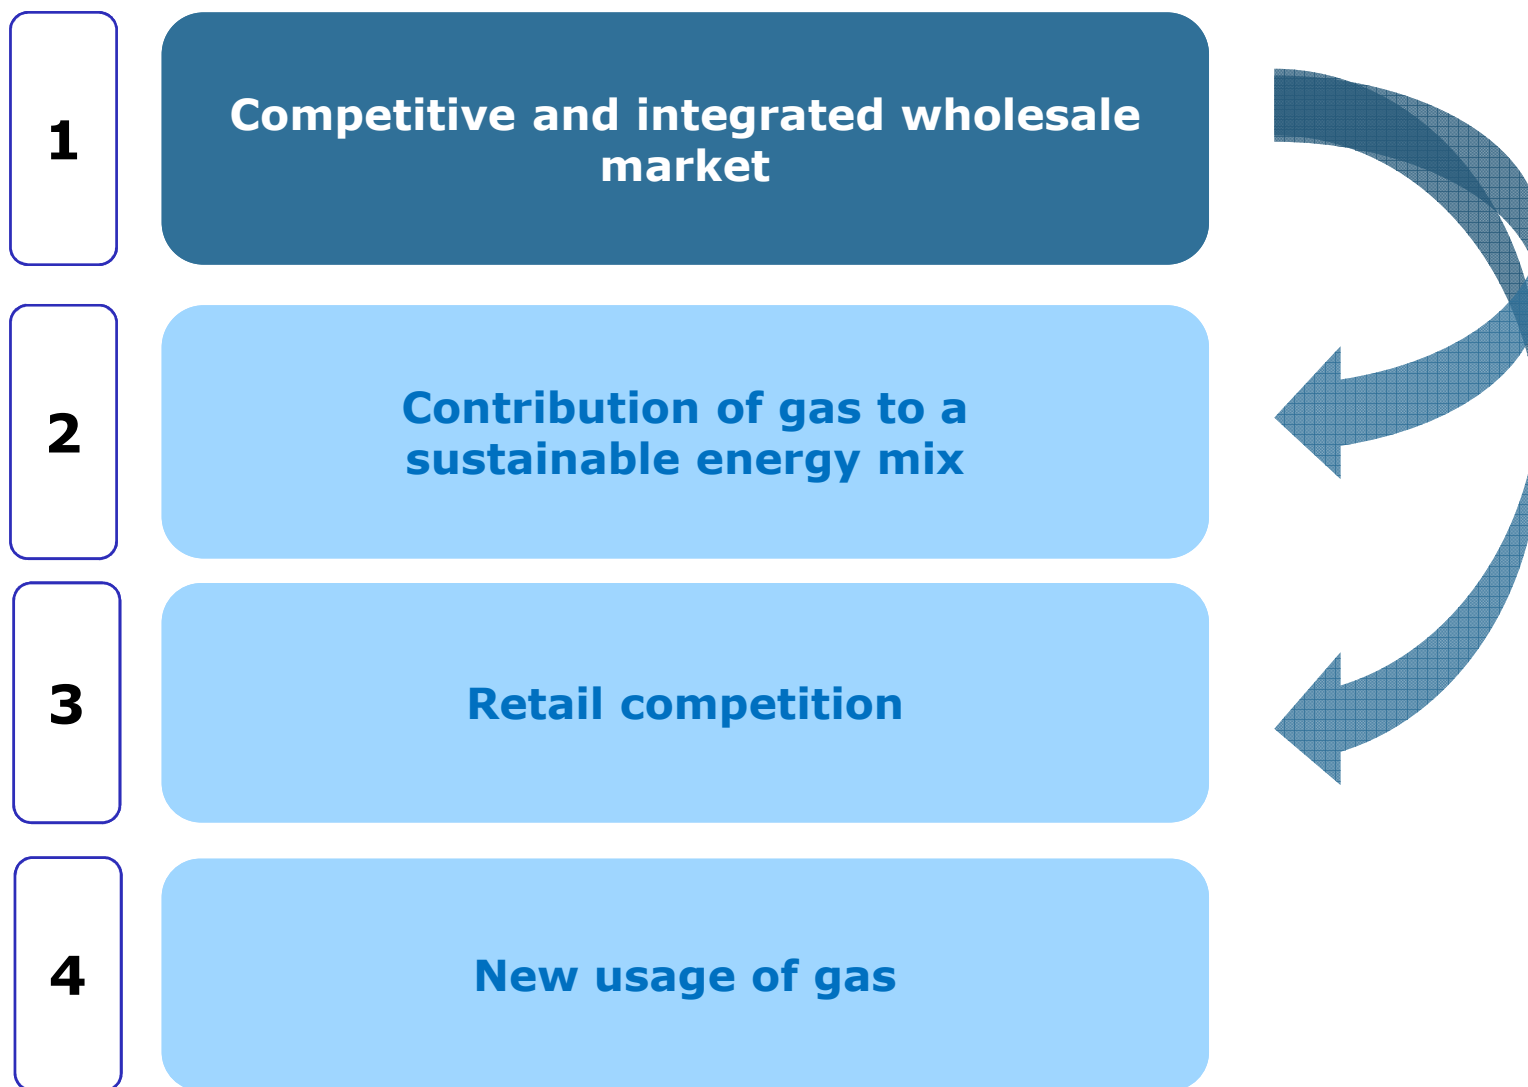 1
Competitive and integrated wholesale
market
2
Contribution of gas to a
sustainable energy mix
3
Retail competition
4
New usage of gas